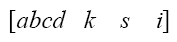 [abcd k s i]